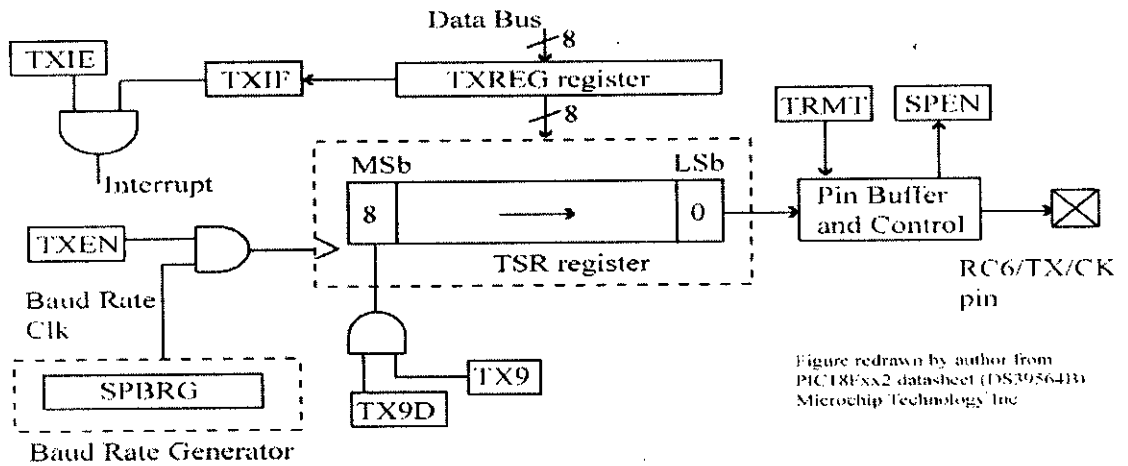 Data Bus
8
TXIE
TXIF
TXREG register
8
TRMT
SPEN
MSb
LSb
Interrupt
8
0
Pin Buffer
and Control
TXEN
TSR register
RC6/TX/CK
pin
Baud Rate
Clk
SPBRG
TX9
TX9D
Baud Rate Generator
Figure redrawn by author from
PIC18Fxx2 datasheet (DS39564B)
Microchip Technology Inc